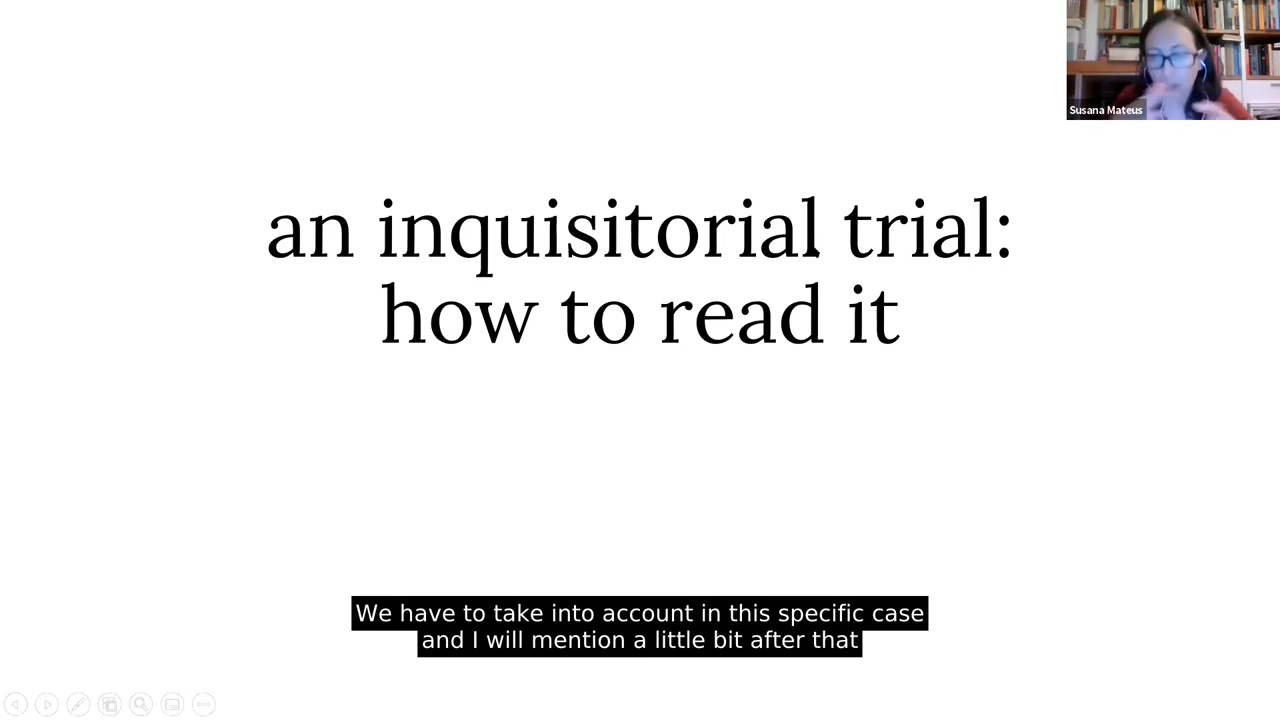 Susana Mateus
an inquisitorial trial:
how to read it
We have to take into account in this specific case
and I will mention a little bit after that